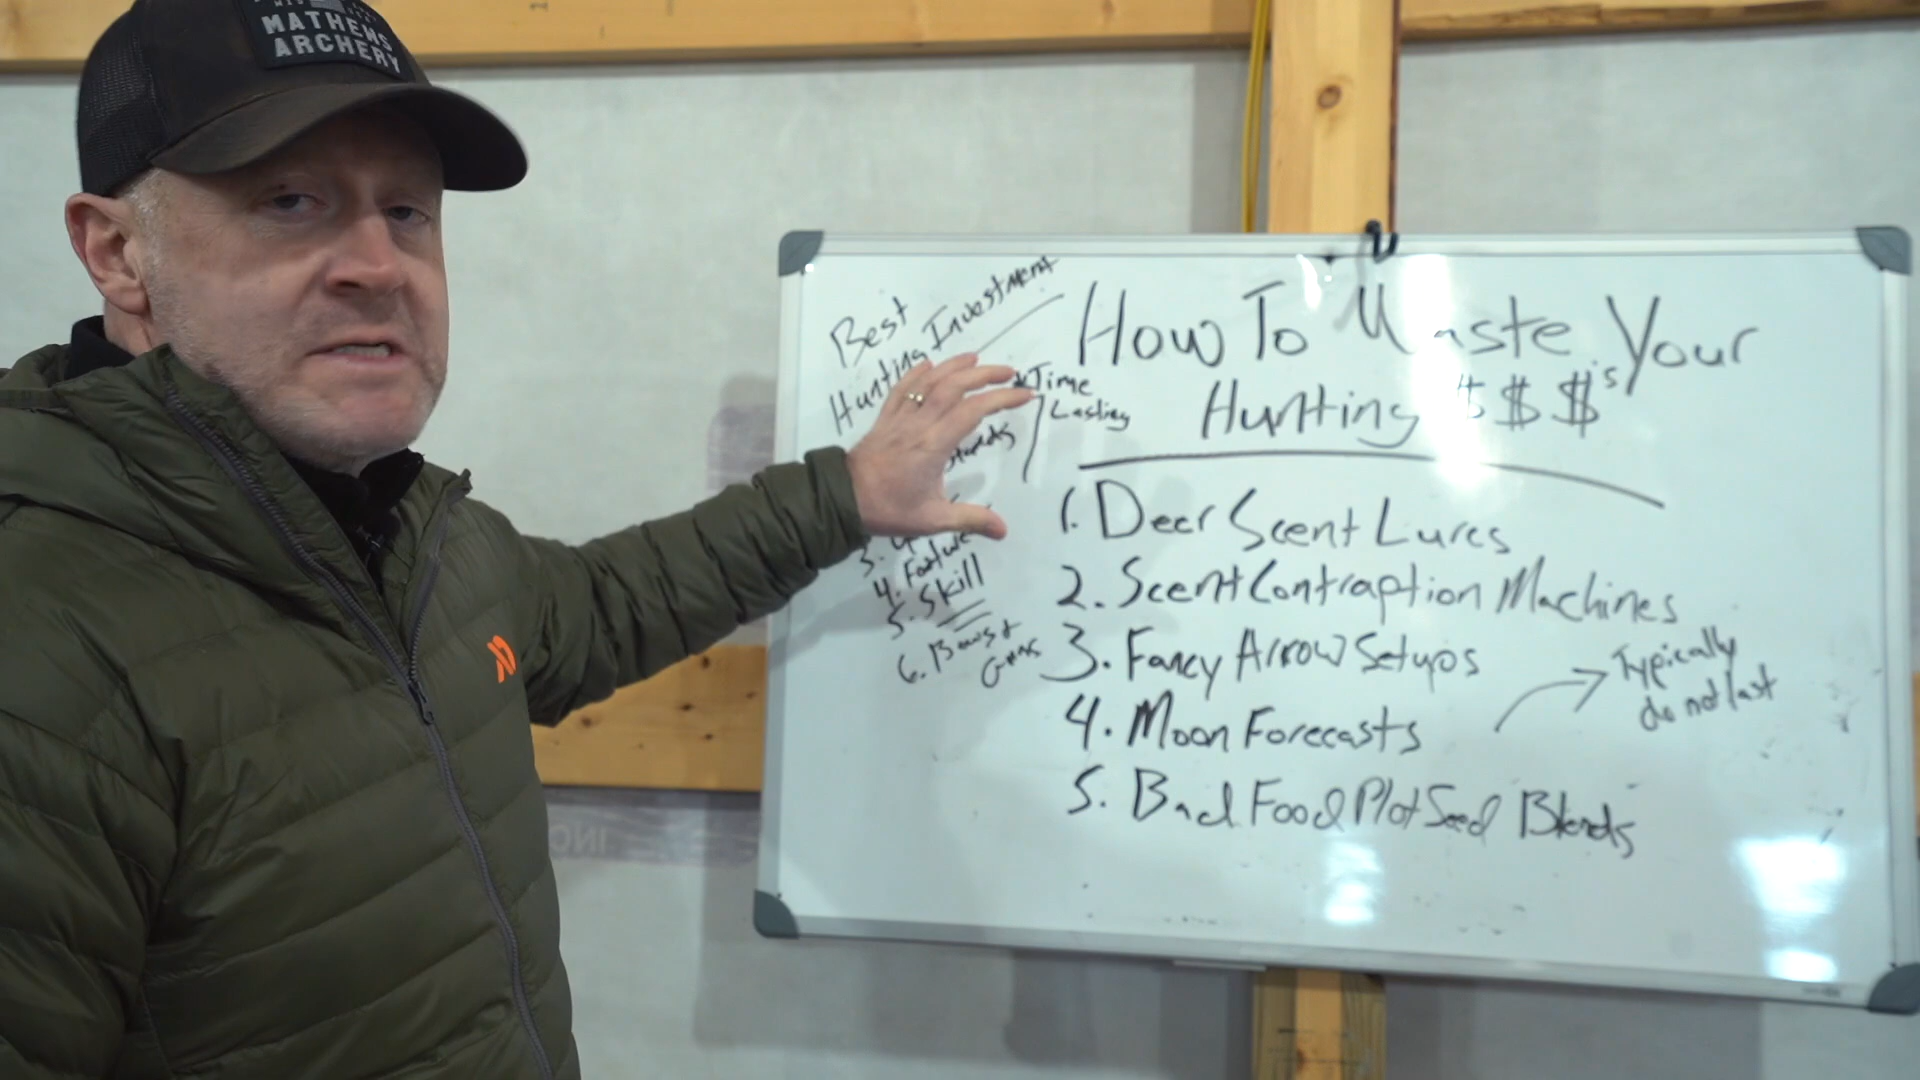 MATHEWS
ARCHERY
Best
Hunting Investment
* Time
Lasting
3.
4.
5. Skill
6. Bows +
Guns
How To Waste Your
Hunting $ $ $'s
1. Deer Scent Lures
2. Scent Contraption Machines
3. Fancy Arrow Setups
4. Moon Forecasts
Typically
do not last
5. Bad Food Plot Seed Blends